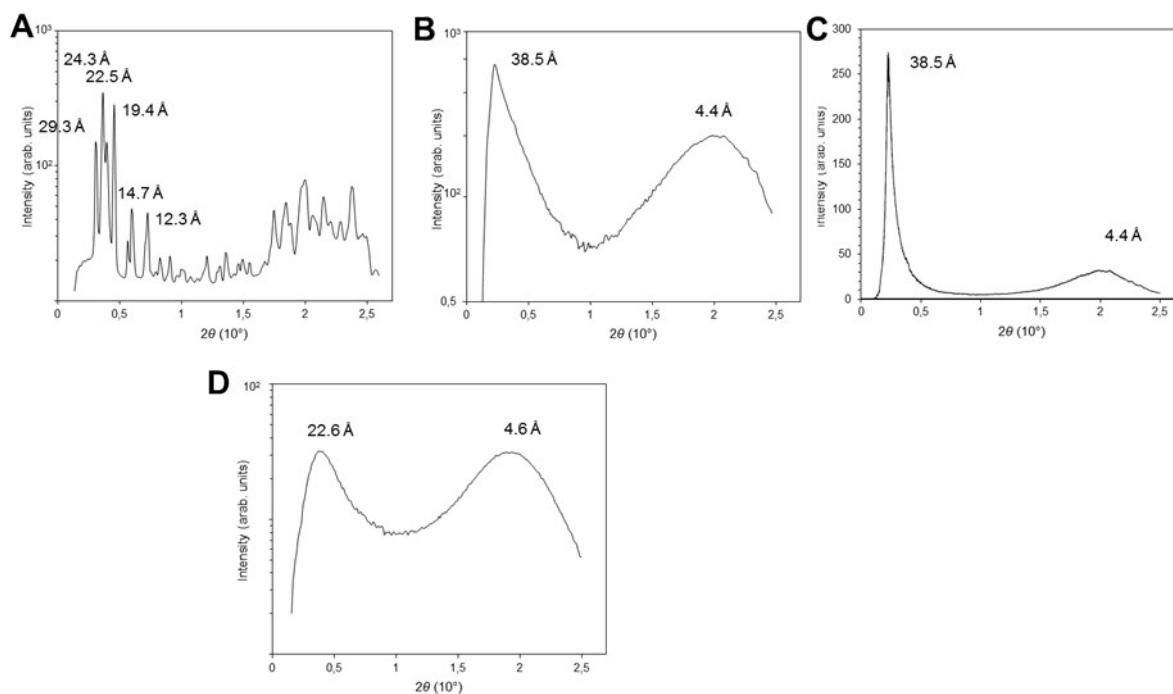 A
10³
24.3 Å
22.5 Å
19.4 Å
29.3 Å
10²
14.7 Å
12.3 Å
Intensity (arab. units)
0
0,5
1
1,5
2
2,5
2θ (10°)
B
10³
38.5 Å
4.4 Å
10²
0,5
Intensity (arab. units)
0
0,5
1
1,5
2
2,5
2θ (10°)
C
300
250
200
150
100
50
0
38.5 Å
4.4 Å
Intensity (arab. units)
0
0,5
1
1,5
2
2,5
2θ (10°)
D
10²
22.6 Å
4.6 Å
Intensity (arab. units)
0
0,5
1
1,5
2
2,5
2θ (10°)